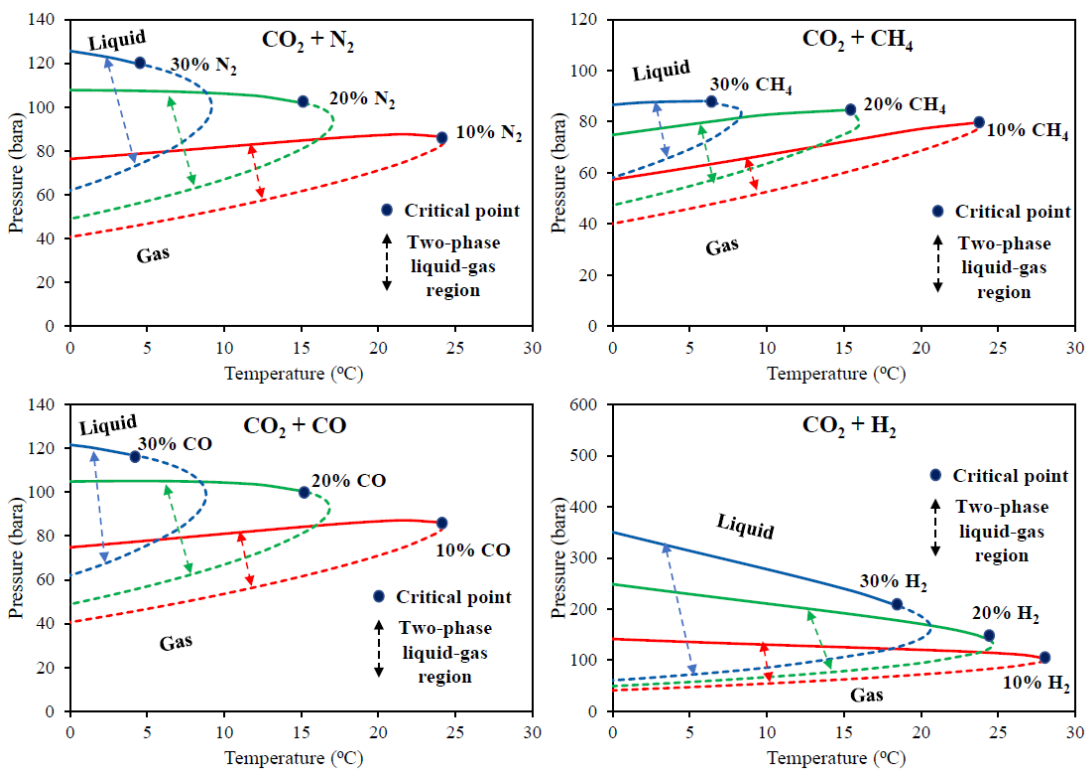 CO2 + N2
Pressure (bara)
140
120
100
80
60
40
20
0
Liquid
30% N2
20% N2
10% N2
Critical point
Two-phase
liquid-gas
region
Gas
0 5 10 15 20 25 30
Temperature (ºC)
CO2 + CH4
Pressure (bara)
120
100
80
60
40
20
0
Liquid
30% CH4
20% CH4
10% CH4
Critical point
Two-phase
liquid-gas
region
Gas
0 5 10 15 20 25 30
Temperature (ºC)
CO2 + CO
Pressure (bara)
140
120
100
80
60
40
20
0
Liquid
30% CO
20% CO
10% CO
Critical point
Two-phase
liquid-gas
region
Gas
0 5 10 15 20 25 30
Temperature (ºC)
CO2 + H2
Pressure (bara)
600
500
400
300
200
100
0
Critical point
Two-phase
liquid-gas
region
Liquid
30% H2
20% H2
10% H2
Gas
0 5 10 15 20 25 30
Temperature (ºC)